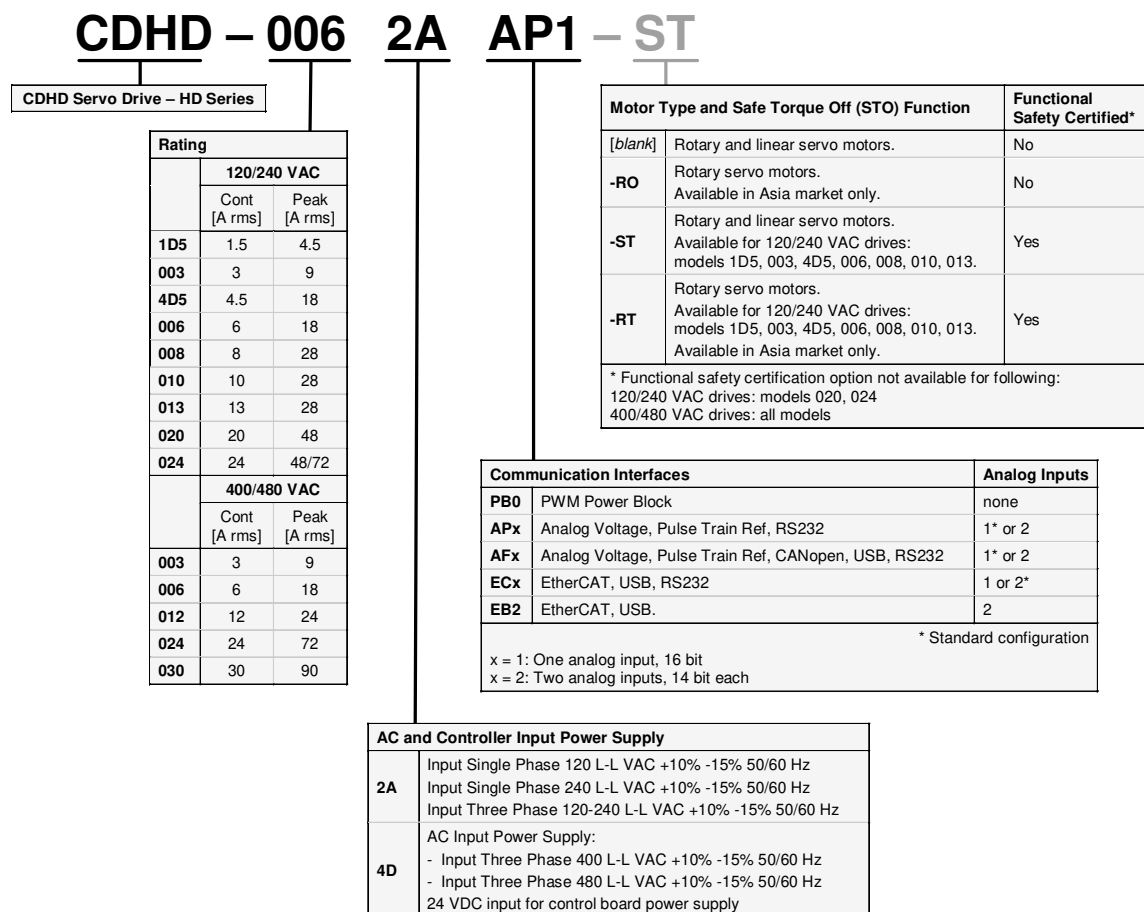 CDHD – 006 2A AP1 – ST
CDHD Servo Drive – HD Series
Rating
120/240 VAC
Cont [A rms] Peak [A rms]
1D5 1.5 4.5
003 3 9
4D5 4.5 18
006 6 18
008 8 28
010 10 28
013 13 28
020 20 48
024 24 48/72
400/480 VAC
Cont [A rms] Peak [A rms]
003 3 9
006 6 18
012 12 24
024 24 72
030 30 90
Motor Type and Safe Torque Off (STO) Function Functional Safety Certified*
[blank] Rotary and linear servo motors. No
-RO Rotary servo motors.
Available in Asia market only. No
-ST Rotary and linear servo motors.
Available for 120/240 VAC drives:
models 1D5, 003, 4D5, 006, 008, 010, 013. Yes
-RT Rotary servo motors.
Available for 120/240 VAC drives:
models 1D5, 003, 4D5, 006, 008, 010, 013.
Available in Asia market only. Yes
* Functional safety certification option not available for following:
120/240 VAC drives: models 020, 024
400/480 VAC drives: all models
Communication Interfaces Analog Inputs
PB0 PWM Power Block none
APx Analog Voltage, Pulse Train Ref, RS232 1* or 2
AFx Analog Voltage, Pulse Train Ref, CANopen, USB, RS232 1* or 2
ECx EtherCAT, USB, RS232 1 or 2*
EB2 EtherCAT, USB. 2
* Standard configuration
x = 1: One analog input, 16 bit
x = 2: Two analog inputs, 14 bit each
AC and Controller Input Power Supply
2A Input Single Phase 120 L-L VAC +10% -15% 50/60 Hz
Input Single Phase 240 L-L VAC +10% -15% 50/60 Hz
Input Three Phase 120-240 L-L VAC +10% -15% 50/60 Hz
4D AC Input Power Supply:
- Input Three Phase 400 L-L VAC +10% -15% 50/60 Hz
- Input Three Phase 480 L-L VAC +10% -15% 50/60 Hz
24 VDC input for control board power supply